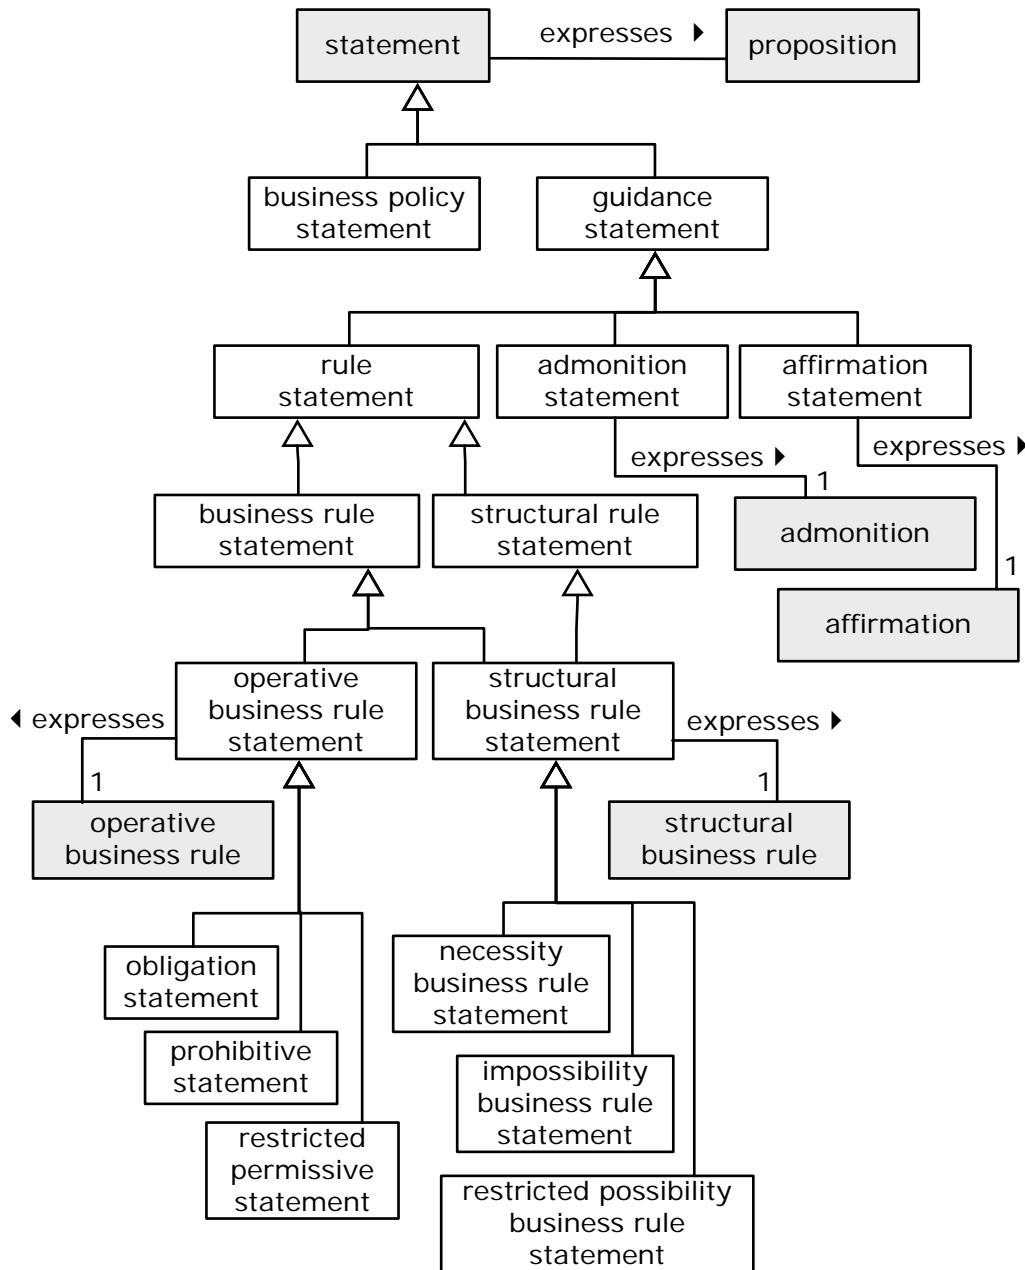 statement
expresses
proposition
business policy
statement
guidance
statement
rule
statement
admonition
statement
affirmation
statement
expresses
1
expresses
1
business rule
statement
structural rule
statement
admonition
affirmation
operative
business rule
statement
structural
business rule
statement
expresses
1
expresses
1
operative
business rule
structural
business rule
obligation
statement
prohibitive
statement
restricted
permissive
statement
necessity
business rule
statement
impossibility
business rule
statement
restricted possibility
business rule
statement